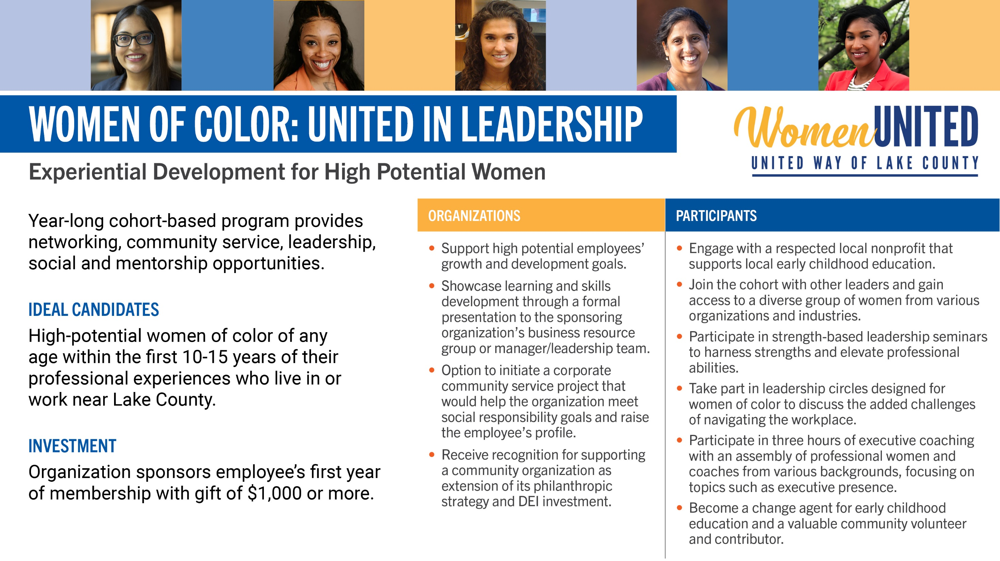 WOMEN OF COLOR: UNITED IN LEADERSHIP
Women UNITED
UNITED WAY OF LAKE COUNTY
Experiential Development for High Potential Women
Year-long cohort-based program provides
networking, community service, leadership,
social and mentorship opportunities.
IDEAL CANDIDATES
High-potential women of color of any
age within the first 10-15 years of their
professional experiences who live in or
work near Lake County.
INVESTMENT
Organization sponsors employee’s first year
of membership with gift of $1,000 or more.
ORGANIZATIONS
• Support high potential employees’
growth and development goals.
• Showcase learning and skills
development through a formal
presentation to the sponsoring
organization’s business resource
group or manager/leadership team.
• Option to initiate a corporate
community service project that
would help the organization meet
social responsibility goals and raise
the employee’s profile.
• Receive recognition for supporting
a community organization as
extension of its philanthropic
strategy and DEI investment.
PARTICIPANTS
• Engage with a respected local nonprofit that
supports local early childhood education.
• Join the cohort with other leaders and gain
access to a diverse group of women from various
organizations and industries.
• Participate in strength-based leadership seminars
to harness strengths and elevate professional
abilities.
• Take part in leadership circles designed for
women of color to discuss the added challenges
of navigating the workplace.
• Participate in three hours of executive coaching
with an assembly of professional women and
coaches from various backgrounds, focusing on
topics such as executive presence.
• Become a change agent for early childhood
education and a valuable community volunteer
and contributor.